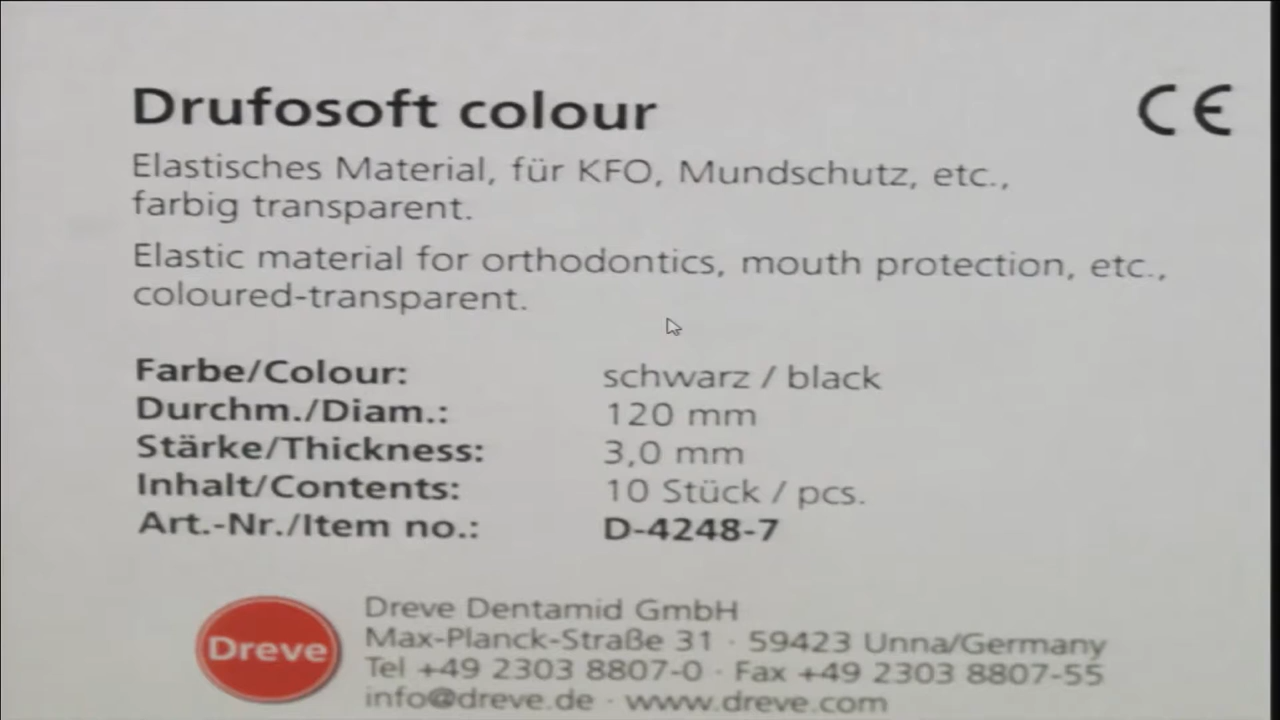 Drufosoft colour
CE
Elastisches Material, für KFO, Mundschutz, etc.,
farbig transparent.
Elastic material for orthodontics, mouth protection, etc.,
coloured-transparent.
Farbe/Colour: schwarz / black
Durchm./Diam.: 120 mm
Stärke/Thickness: 3,0 mm
Inhalt/Contents: 10 Stück / pcs.
Art.-Nr./Item no.: D-4248-7
Dreve
Dreve Dentamid GmbH
Max-Planck-Straße 31 · 59423 Unna/Germany
Tel +49 2303 8807-0 · Fax +49 2303 8807-55
info@dreve.de · www.dreve.com